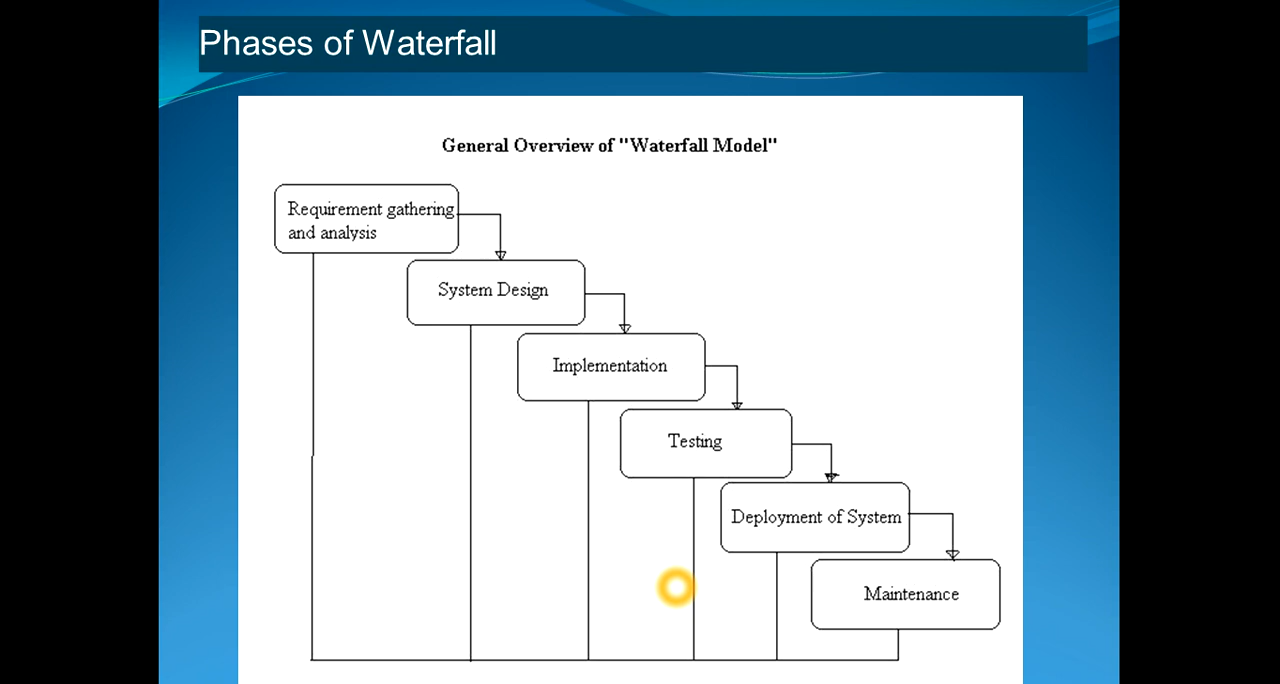 Phases of Waterfall
General Overview of "Waterfall Model"
Requirement gathering
and analysis
System Design
Implementation
Testing
Deployment of System
Maintenance